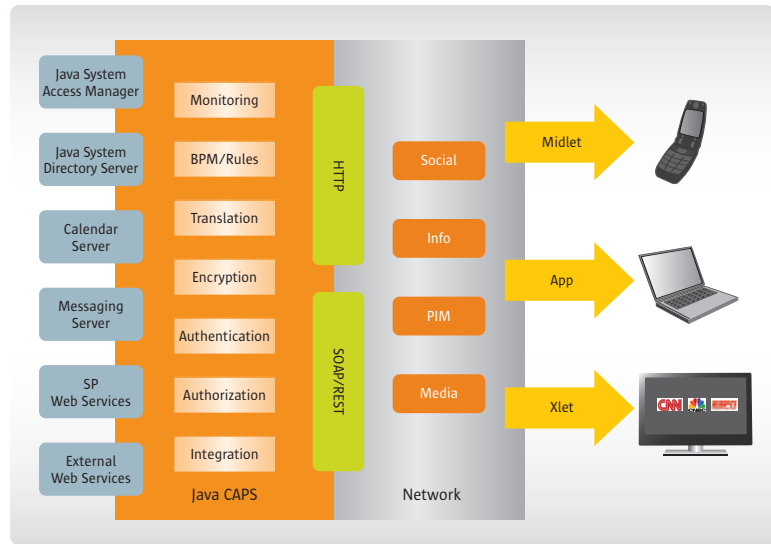 Java System
Access Manager
Java System
Directory Server
Calendar
Server
Messaging
Server
SP
Web Services
External
Web Services
Monitoring
BPM/Rules
Translation
Encryption
Authentication
Authorization
Integration
Java CAPS
HTTP
SOAP/REST
Social
Info
PIM
Media
Network
Midlet
App
Xlet
CNN
CNBC